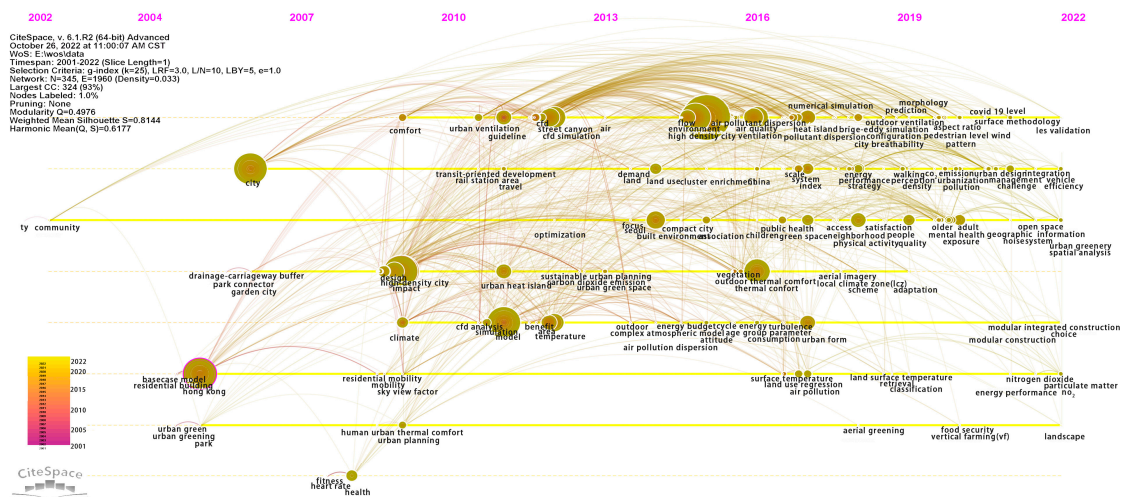 2002 2004 2007 2010 2013 2016 2019 2022
CiteSpace, v. 6.1.R2 (64-bit) Advanced
October 26, 2022 at 11:00:07 AM CST
WoS: E:\wos\data
Timespan: 2001-2022 (Slice Length=1)
Selection Criteria: g-index (k=25), LRF=3.0, L/N=10, LBY=5, e=1.0
Network: N=345, E=1960 (Density=0.033)
Largest CC: 324 (93%)
Nodes Labeled: 1.0%
Pruning: None
Modularity Q=0.4976
Weighted Mean Silhouette S=0.8144
Harmonic Mean(Q, S)=0.6177
comfort
urban ventilation
guideline
cfd
street canyon
cfd simulation
air
flow
environment
high density city
air pollutant dispersion
air quality
ventilation
numerical simulation
heat island
pollutant dispersion
brige-eddy simulation
outdoor ventilation
configuration
city breathability
morphology
prediction
aspect ratio
pedestrian level wind
pattern
covid 19 level
surface methodology
les validation
city
transit-oriented development
rail station area
travel
demand
land
land use
cluster enrichment
China
scale
system
index
energy
performance
strategy
walking
perception
density
co, emission
urbanization
pollution
urban design
management
challenge
integration
vehicle
efficiency
ty
community
optimization
focus
seoul
built environment
compact city
association
children
public health
green space
access
neighborhood
physical activity
satisfaction
people
quality
older
adult
mental health
exposure
open space
geographic information
noise
system
urban greenery
spatial analysis
drainage-carriageway buffer
park connector
garden city
design
high-density city
impact
urban heat island
sustainable urban planning
carbon dioxide emission
urban green space
vegetation
outdoor thermal comfort
thermal confort
aerial imagery
local climate zone(lcz)
scheme
adaptation
climate
cfd analysis
simulation
model
benefit
area
temperature
outdoor
complex atmospheric model
air pollution dispersion
energy budget
attitude
cycle energy
age group parameter
turbulence
consumption
urban form
modular integrated construction
choice
modular construction
basecase model
residential building
hong kong
residential mobility
mobility
sky view factor
surface temperature
land use regression
air pollution
land surface temperature
retrieval
classification
nitrogen dioxide
particulate matter
energy performance
no2
urban green
urban greening
park
human urban thermal comfort
urban planning
aerial greening
food security
vertical farming(vf)
landscape
fitness
heart rate
health
2022
2020
2015
2010
2005
2001
CiteSpace